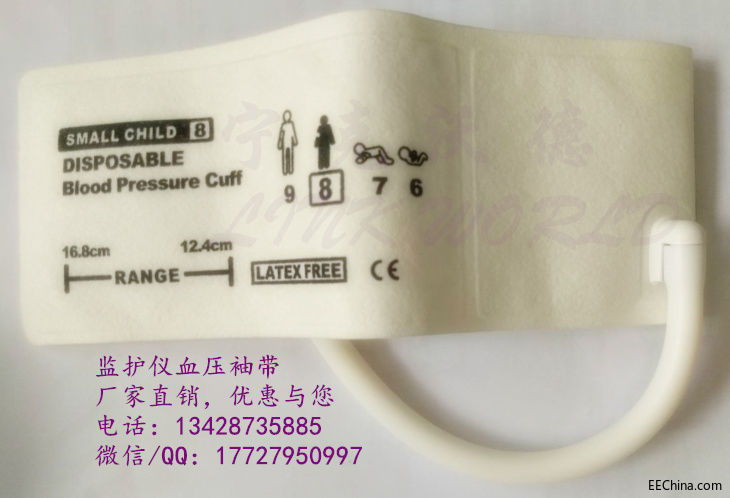 SMALL CHILD 8
DISPOSABLE
Blood Pressure Cuff
9 8 7 6
16.8cm 12.4cm
RANGE
LATEX FREE
CE
LINK WORLD
监护仪血压袖带
厂家直销，优惠与您
电话：13428735885
微信/QQ：17727950997
EEChina.com